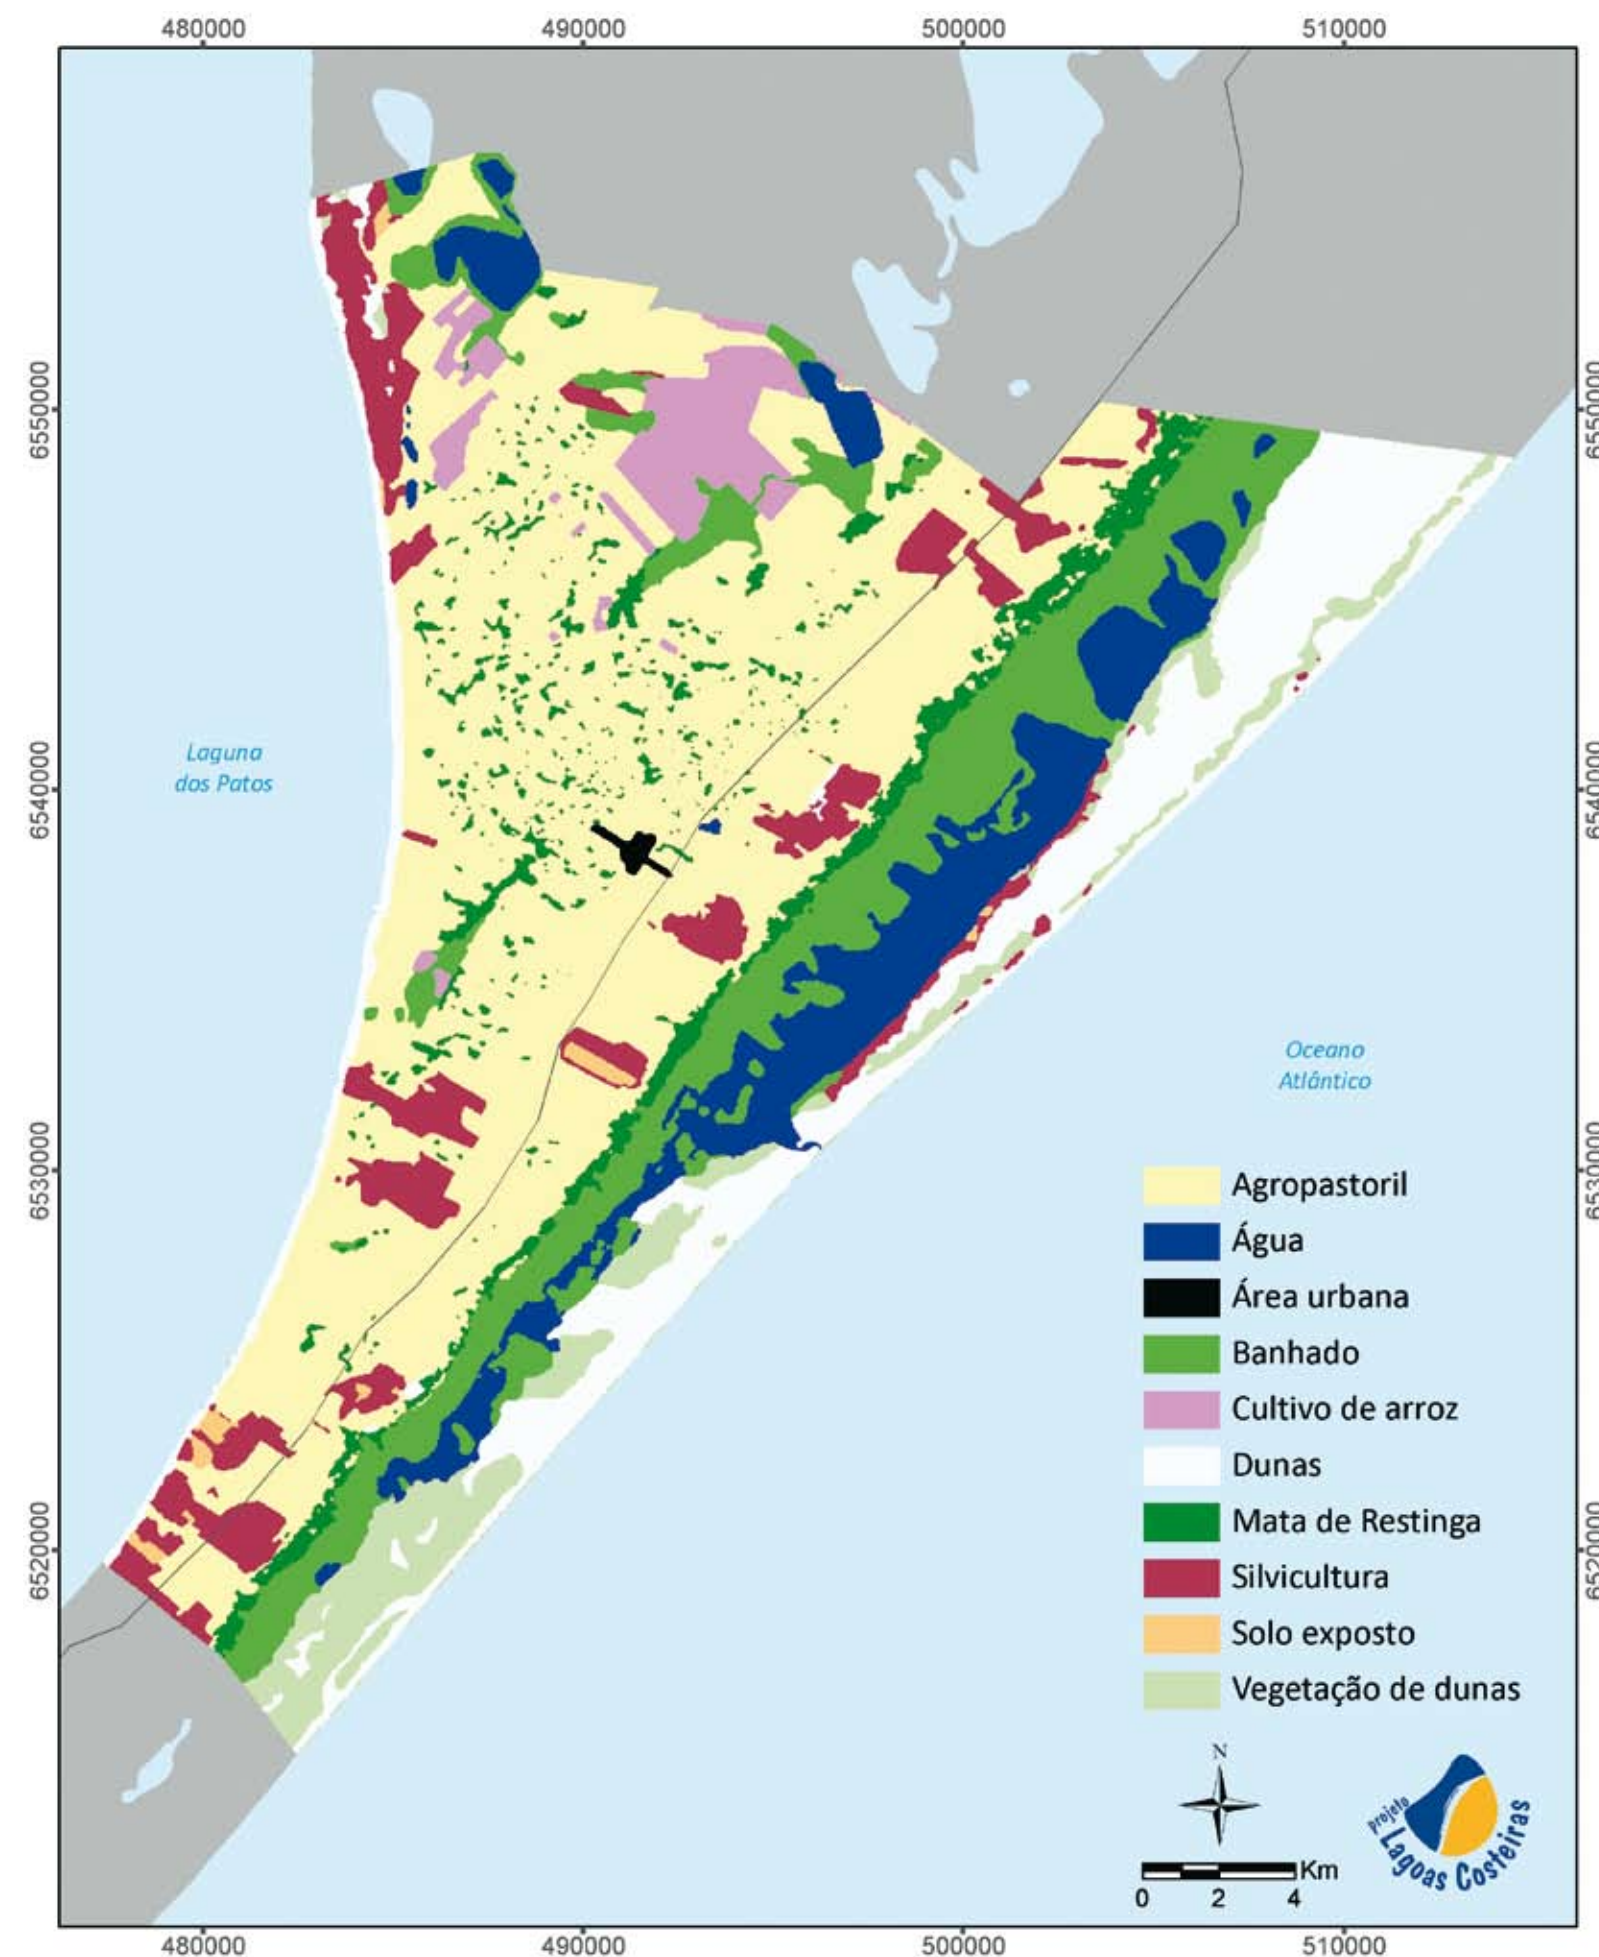 480000 490000 500000 510000
6550000
6550000
6540000
6540000
6530000
6530000
6520000
6520000
Laguna
dos Patos
Oceano
Atlântico
Agropastoril
Água
Área urbana
Banhado
Cultivo de arroz
Dunas
Mata de Restinga
Silvicultura
Solo exposto
Vegetação de dunas
N
Km
0 2 4
projeto
Lagoas Costeiras
480000 490000 500000 510000